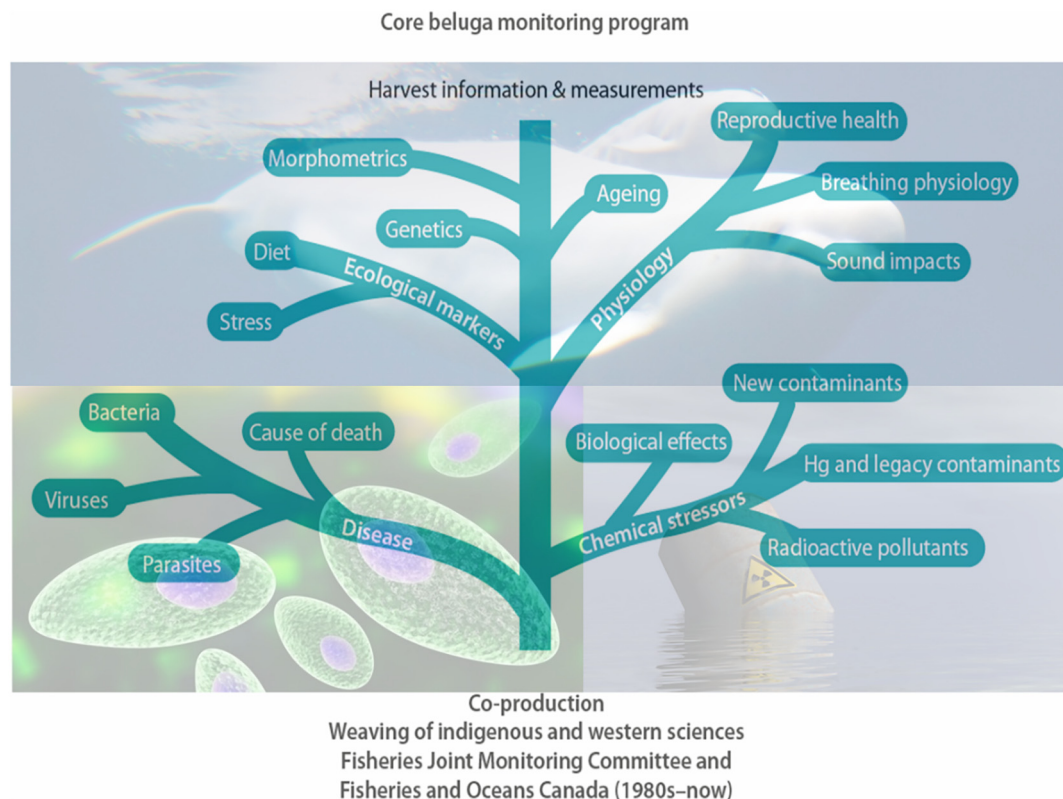 Core beluga monitoring program
Harvest information & measurements
Reproductive health
Morphometrics
Breathing physiology
Ageing
Genetics
Diet
Ecological markers
Physiology
Sound impacts
Stress
New contaminants
Bacteria
Cause of death
Biological effects
Hg and legacy contaminants
Viruses
Disease
Chemical stressors
Radioactive pollutants
Parasites
Co-production
Weaving of indigenous and western sciences
Fisheries Joint Monitoring Committee and
Fisheries and Oceans Canada (1980s–now)